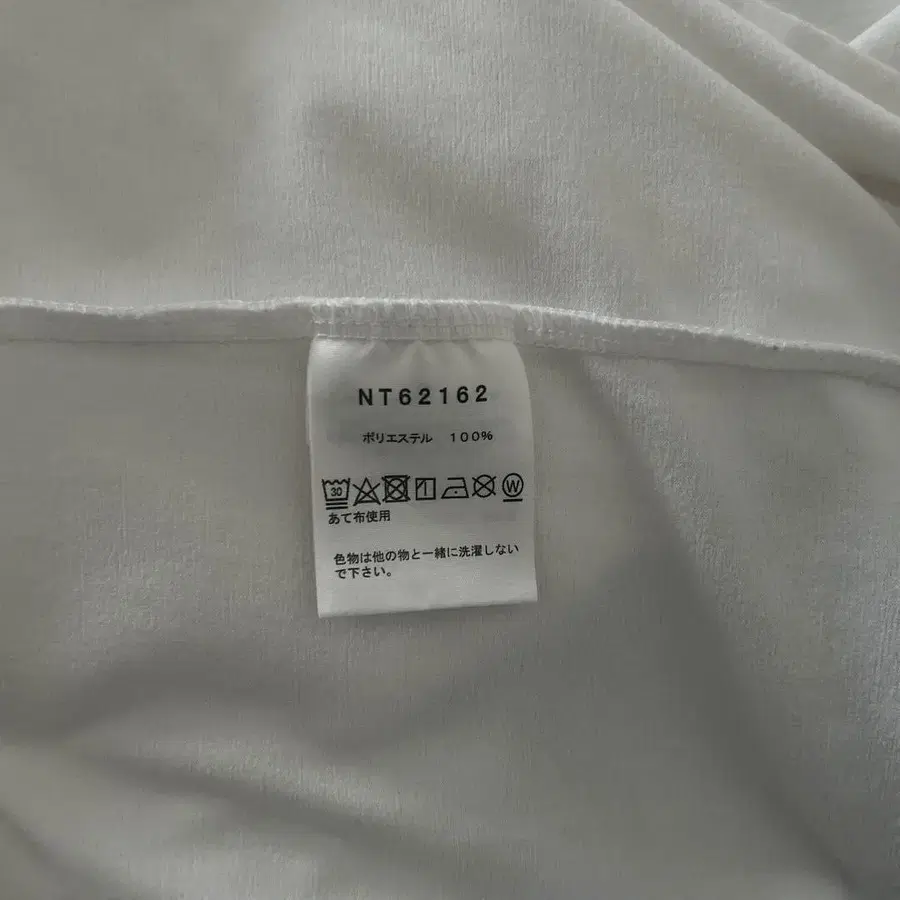 NT62162
ポリエステル 100%
30 W
あて布使用
色物は他の物と一緒に洗濯しない
で下さい。